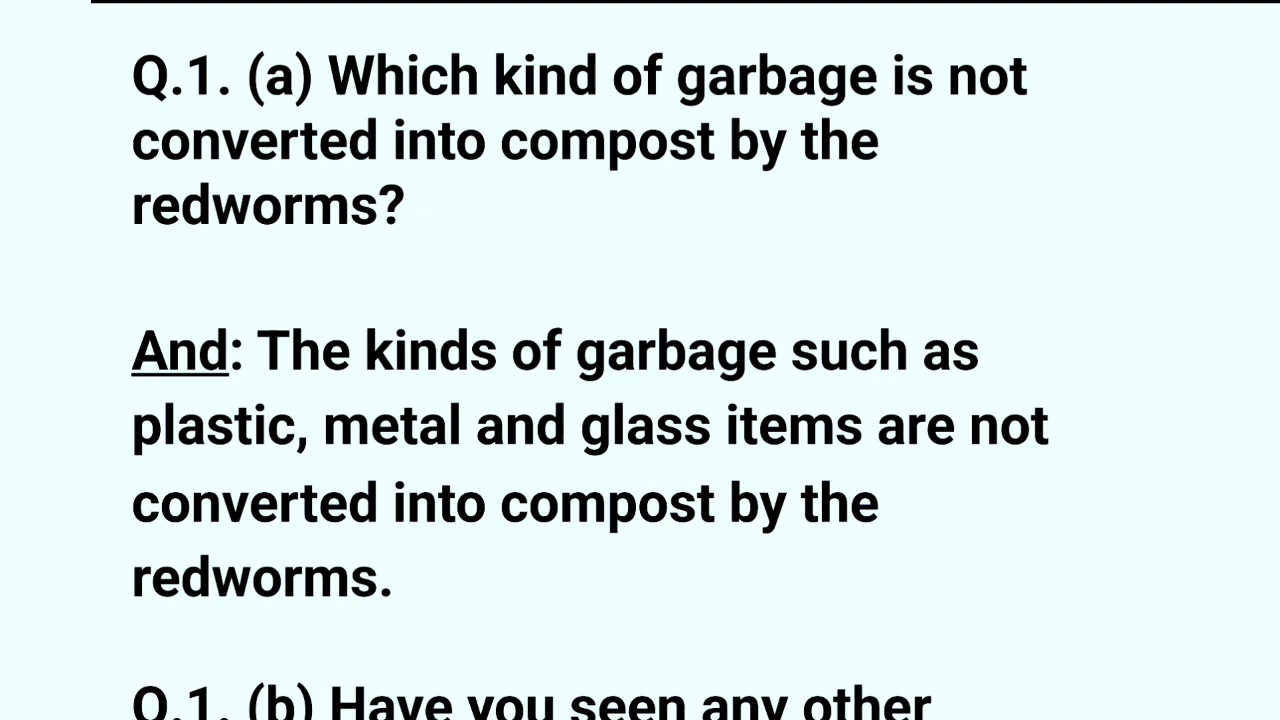 Q.1. (a) Which kind of garbage is not
converted into compost by the
redworms?
And: The kinds of garbage such as
plastic, metal and glass items are not
converted into compost by the
redworms.
Q.1. (b) Have you seen any other